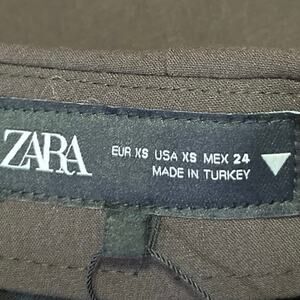 ZARA
EUR XS USA XS MEX 24
MADE IN TURKEY